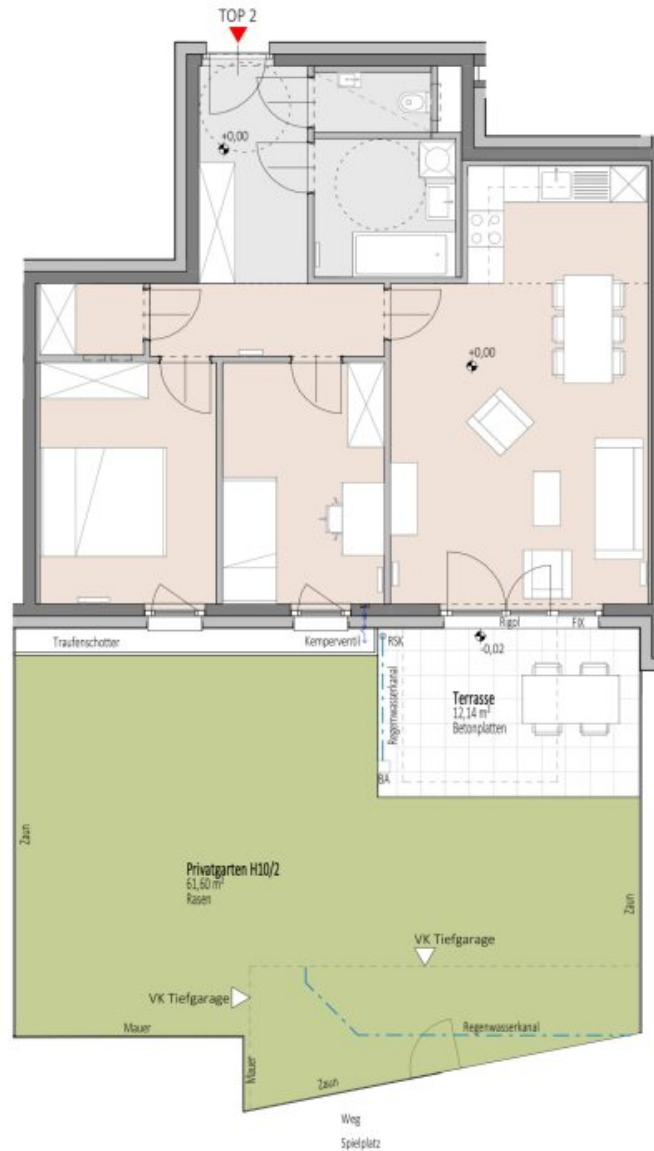 TOP 2
+0,00
+0,00
Rigol
FIX
Traufenschotter
Kemperventil
RSK
-0,02
Regenwasserkanal
Terrasse
12,14 m²
Betonplatten
BA
Zaun
Privatgarten H10/2
61,60 m²
Rasen
Zaun
VK Tiefgarage
VK Tiefgarage
Mauer
Regenwasserkanal
Mauer
Zaun
Weg
Spielplatz